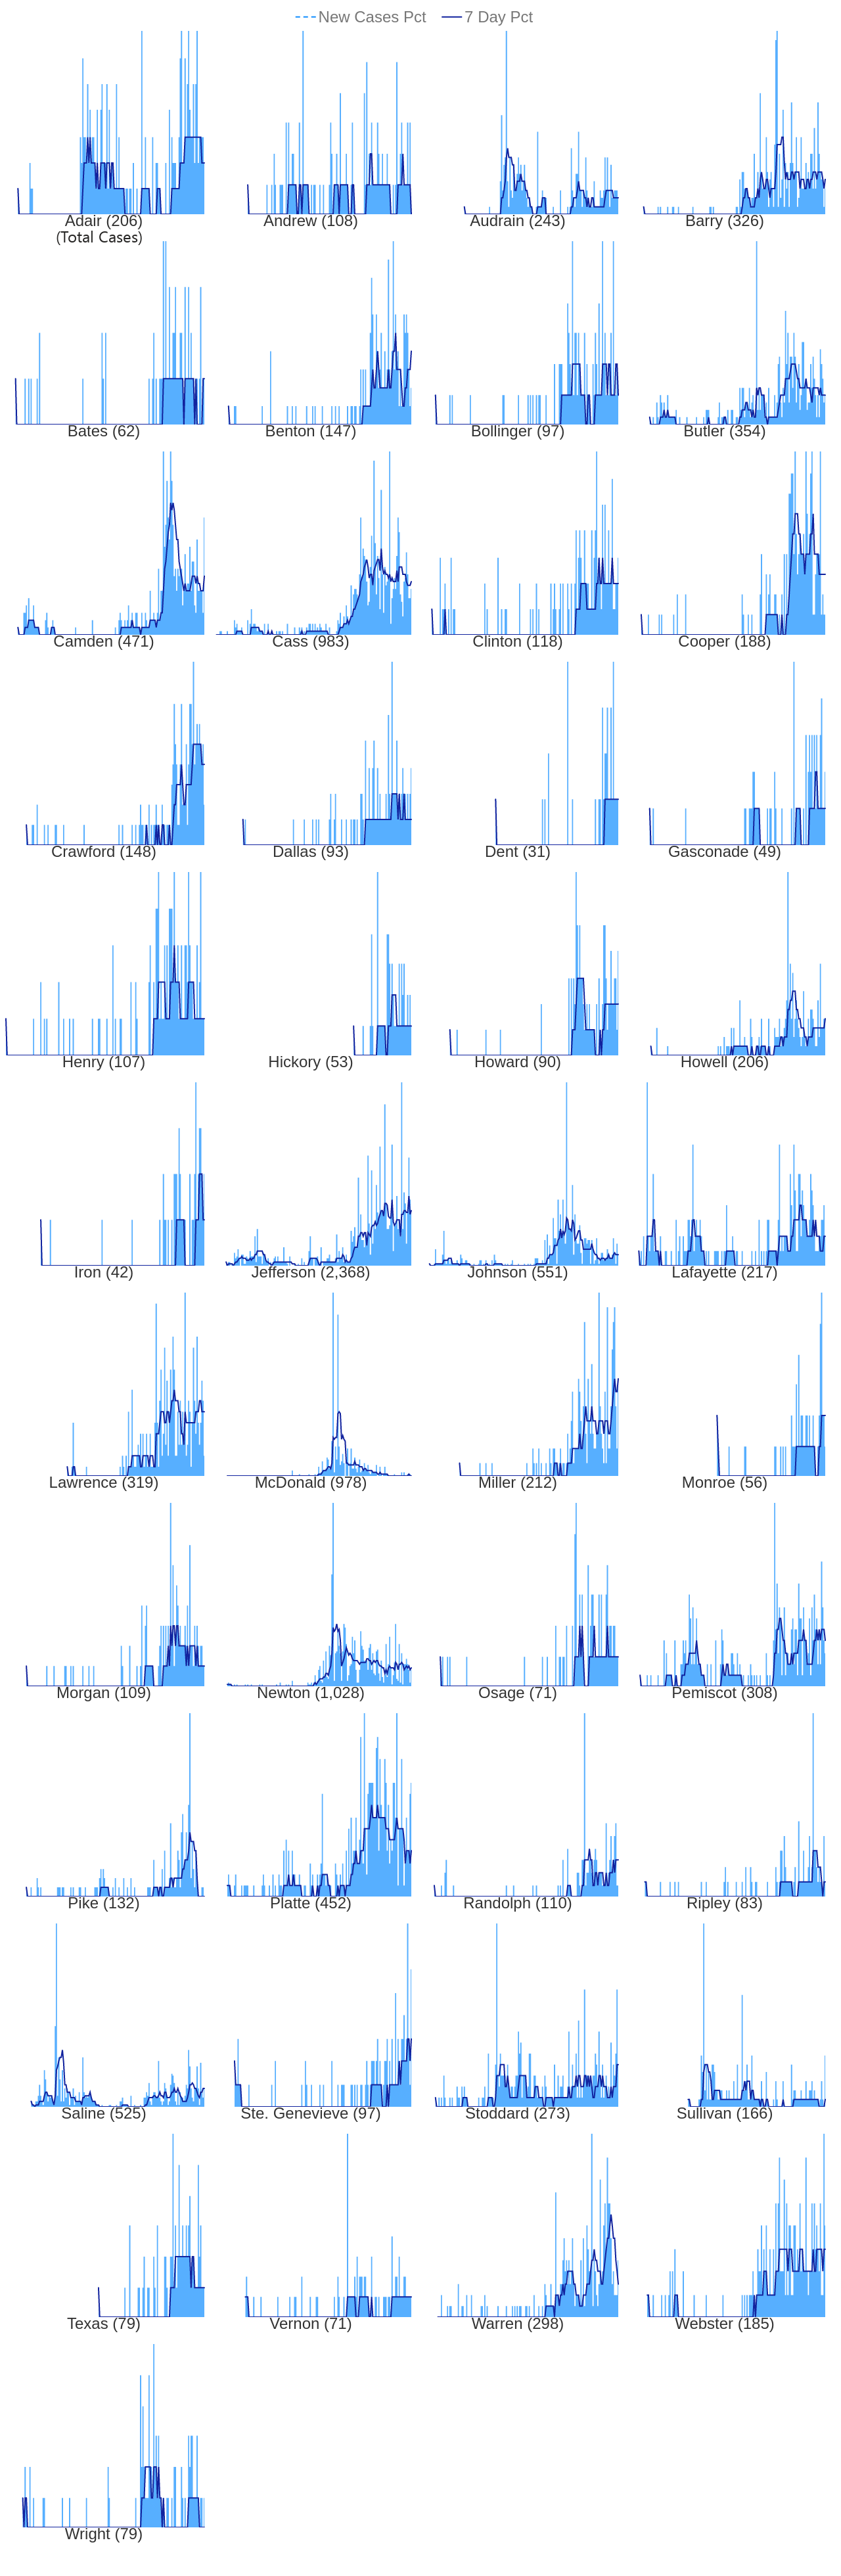 New Cases Pct 7 Day Pct
Adair (206) Andrew (108) Audrain (243) Barry (326)
(Total Cases)
Bates (62) Benton (147) Bollinger (97) Butler (354)
Camden (471) Cass (983) Clinton (118) Cooper (188)
Crawford (148) Dallas (93) Dent (31) Gasconade (49)
Henry (107) Hickory (53) Howard (90) Howell (206)
Iron (42) Jefferson (2,368) Johnson (551) Lafayette (217)
Lawrence (319) McDonald (978) Miller (212) Monroe (56)
Morgan (109) Newton (1,028) Osage (71) Pemiscot (308)
Pike (132) Platte (452) Randolph (110) Ripley (83)
Saline (525) Ste. Genevieve (97) Stoddard (273) Sullivan (166)
Texas (79) Vernon (71) Warren (298) Webster (185)
Wright (79)